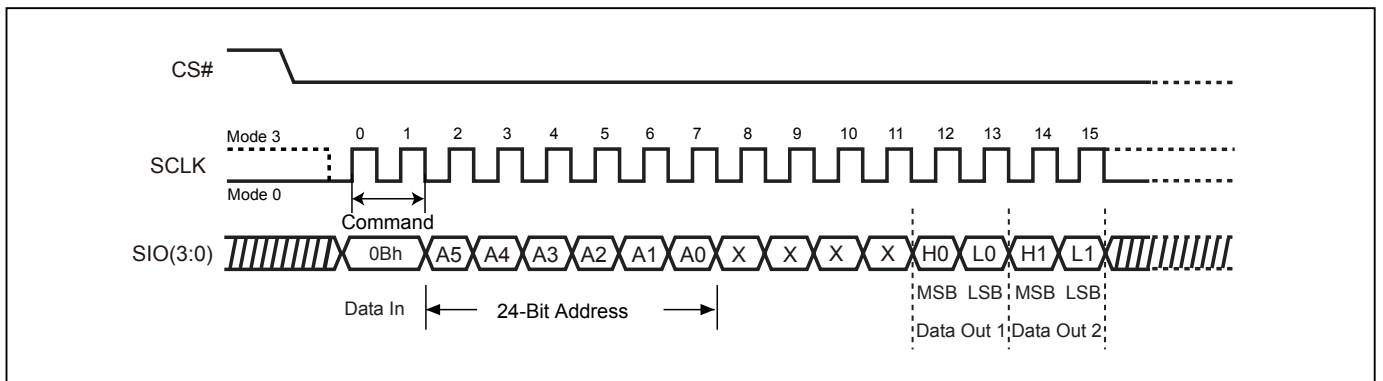 CS#
Mode 3
0 1 2 3 4 5 6 7 8 9 10 11 12 13 14 15
SCLK
Mode 0
Command
SIO(3:0) 0Bh A5 A4 A3 A2 A1 A0 X X X X H0 L0 H1 L1
MSB LSB MSB LSB
Data In 24-Bit Address
Data Out 1 Data Out 2